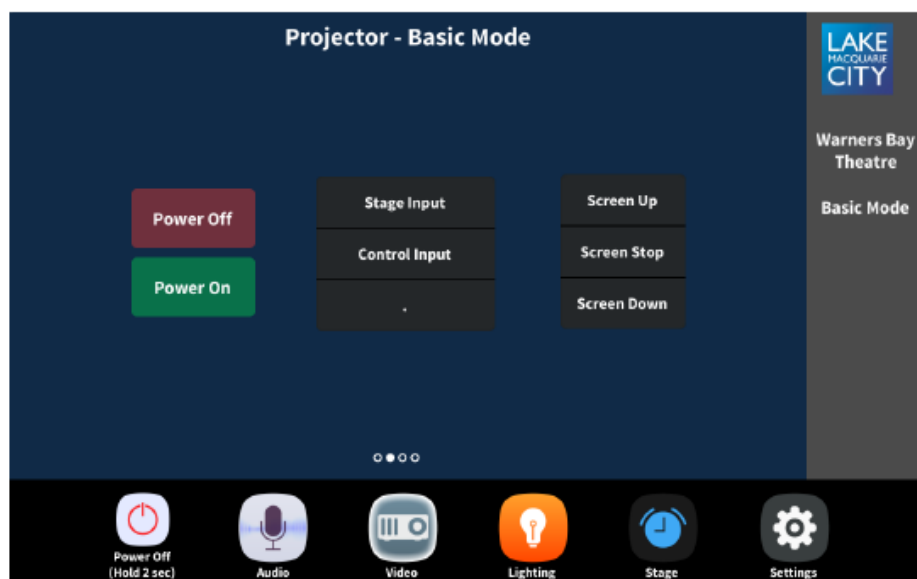 Projector - Basic Mode
LAKE
MACQUARIE
CITY
Warners Bay
Theatre
Basic Mode
Power Off
Power On
Stage Input
Control Input
.
Screen Up
Screen Stop
Screen Down
Power Off
(Hold 2 sec)
Audio
Video
Lighting
Stage
Settings